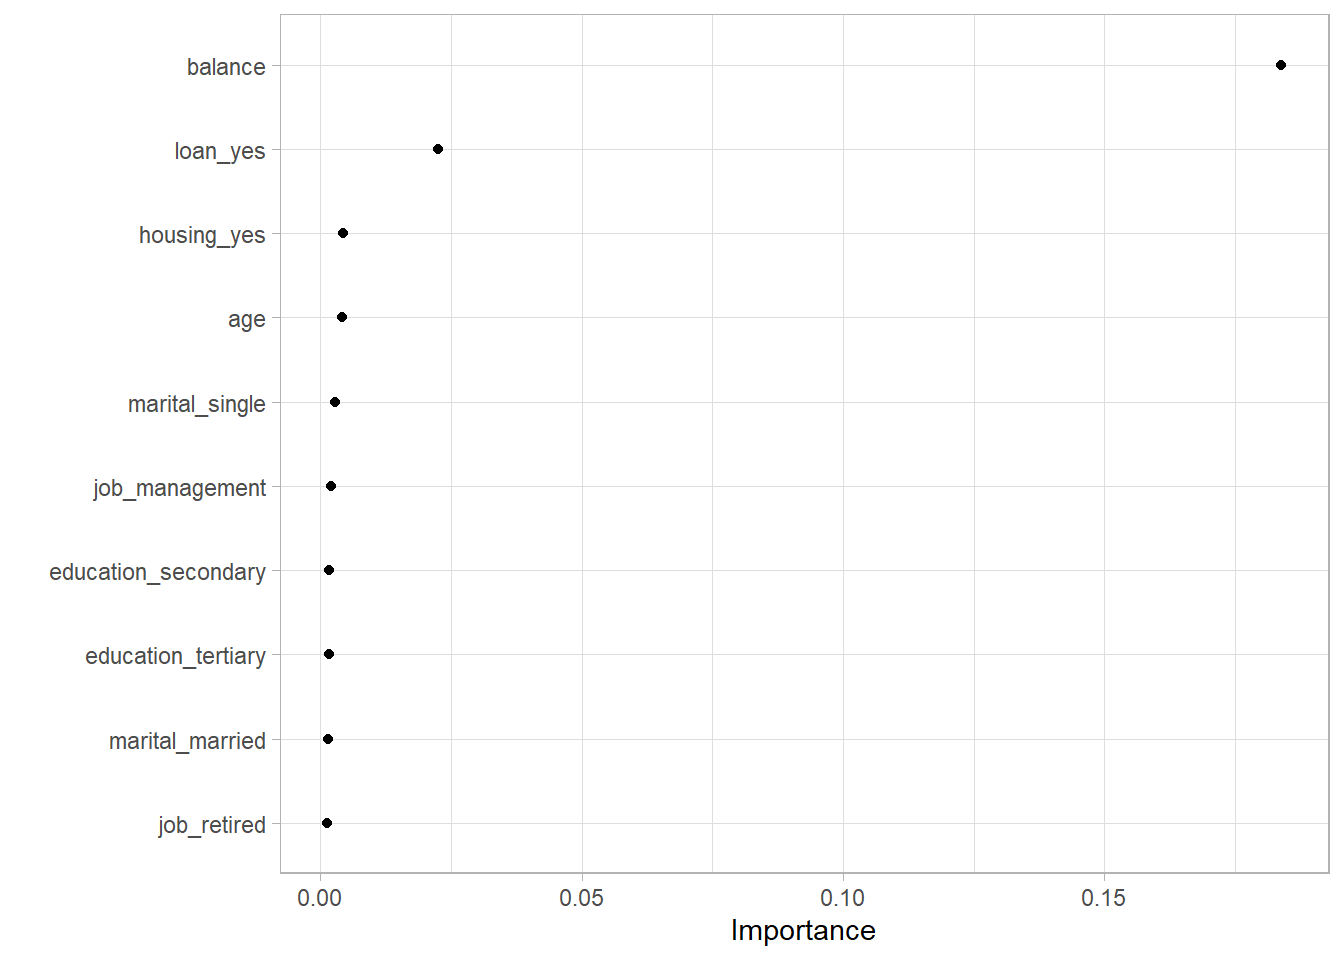 balance
loan_yes
housing_yes
age
marital_single
job_management
education_secondary
education_tertiary
marital_married
job_retired
0.00 0.05 0.10 0.15
Importance